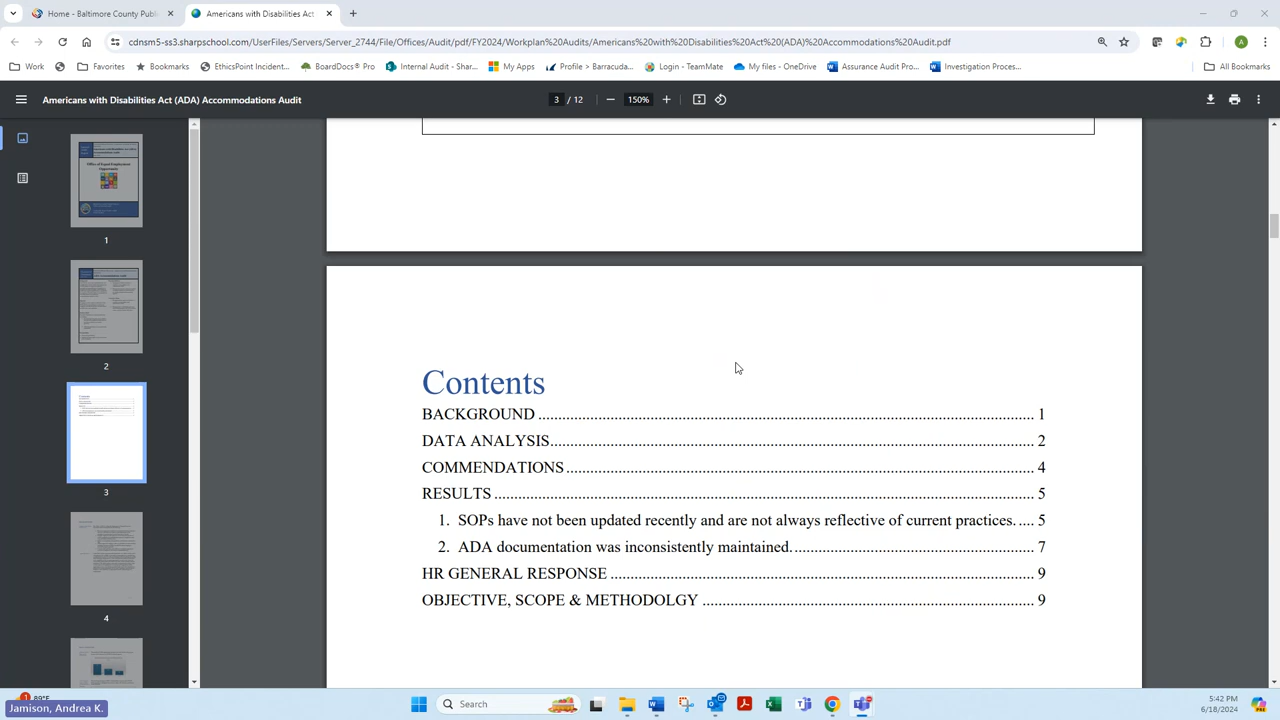 Home - Baltimore County Publ
Americans with Disabilities Act
cdnsm5-ss3.sharpschool.com/UserFiles/Servers/Server_2744/File/Offices/Audit/pdf/FY2024/Workplan%20Audits/Americans%20with%20Disabilities%20Act%20(ADA)%20Accommodations%20Audit.pdf
A
Work
Favorites
Bookmarks
EthicsPoint Incident...
BoardDocs® Pro
Internal Audit - Shar...
My Apps
Profile > Barracuda...
Login - TeamMate
My files - OneDrive
Assurance Audit Pro...
Investigation Proces...
All Bookmarks
Americans with Disabilities Act (ADA) Accommodations Audit
3 / 12
150%
1
2
3
4
Contents
BACKGROUND ... 1
DATA ANALYSIS ... 2
COMMENDATIONS ... 4
RESULTS ... 5
1. SOPs have not been updated recently and are not always reflective of current practices. .... 5
2. ADA documentation was inconsistently maintained. ... 7
HR GENERAL RESPONSE ... 9
OBJECTIVE, SCOPE & METHODOLGY ... 9
89°F
Jamison, Andrea K.
Search
5:42 PM
6/18/2024